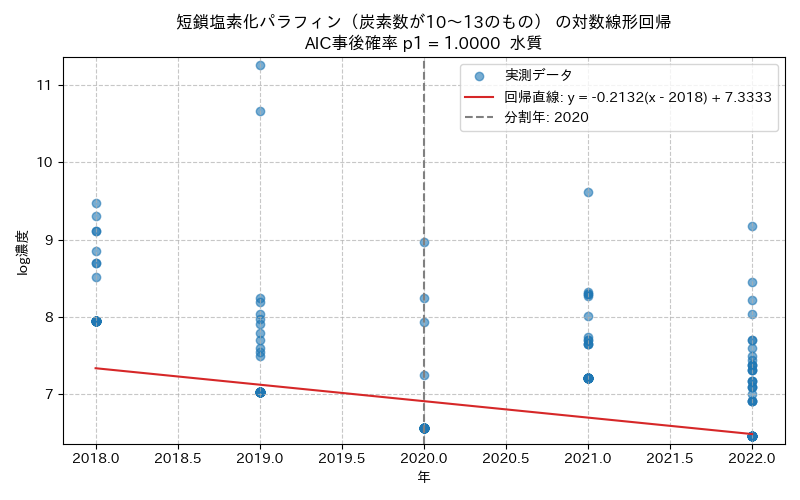 短鎖塩素化パラフィン（炭素数が10～13のもの） の対数線形回帰
AIC事後確率 p1 = 1.0000  水質
実測データ
回帰直線: y = -0.2132(x - 2018) + 7.3333
分割年: 2020
log濃度
11
10
9
8
7
2018.0 2018.5 2019.0 2019.5 2020.0 2020.5 2021.0 2021.5 2022.0
年